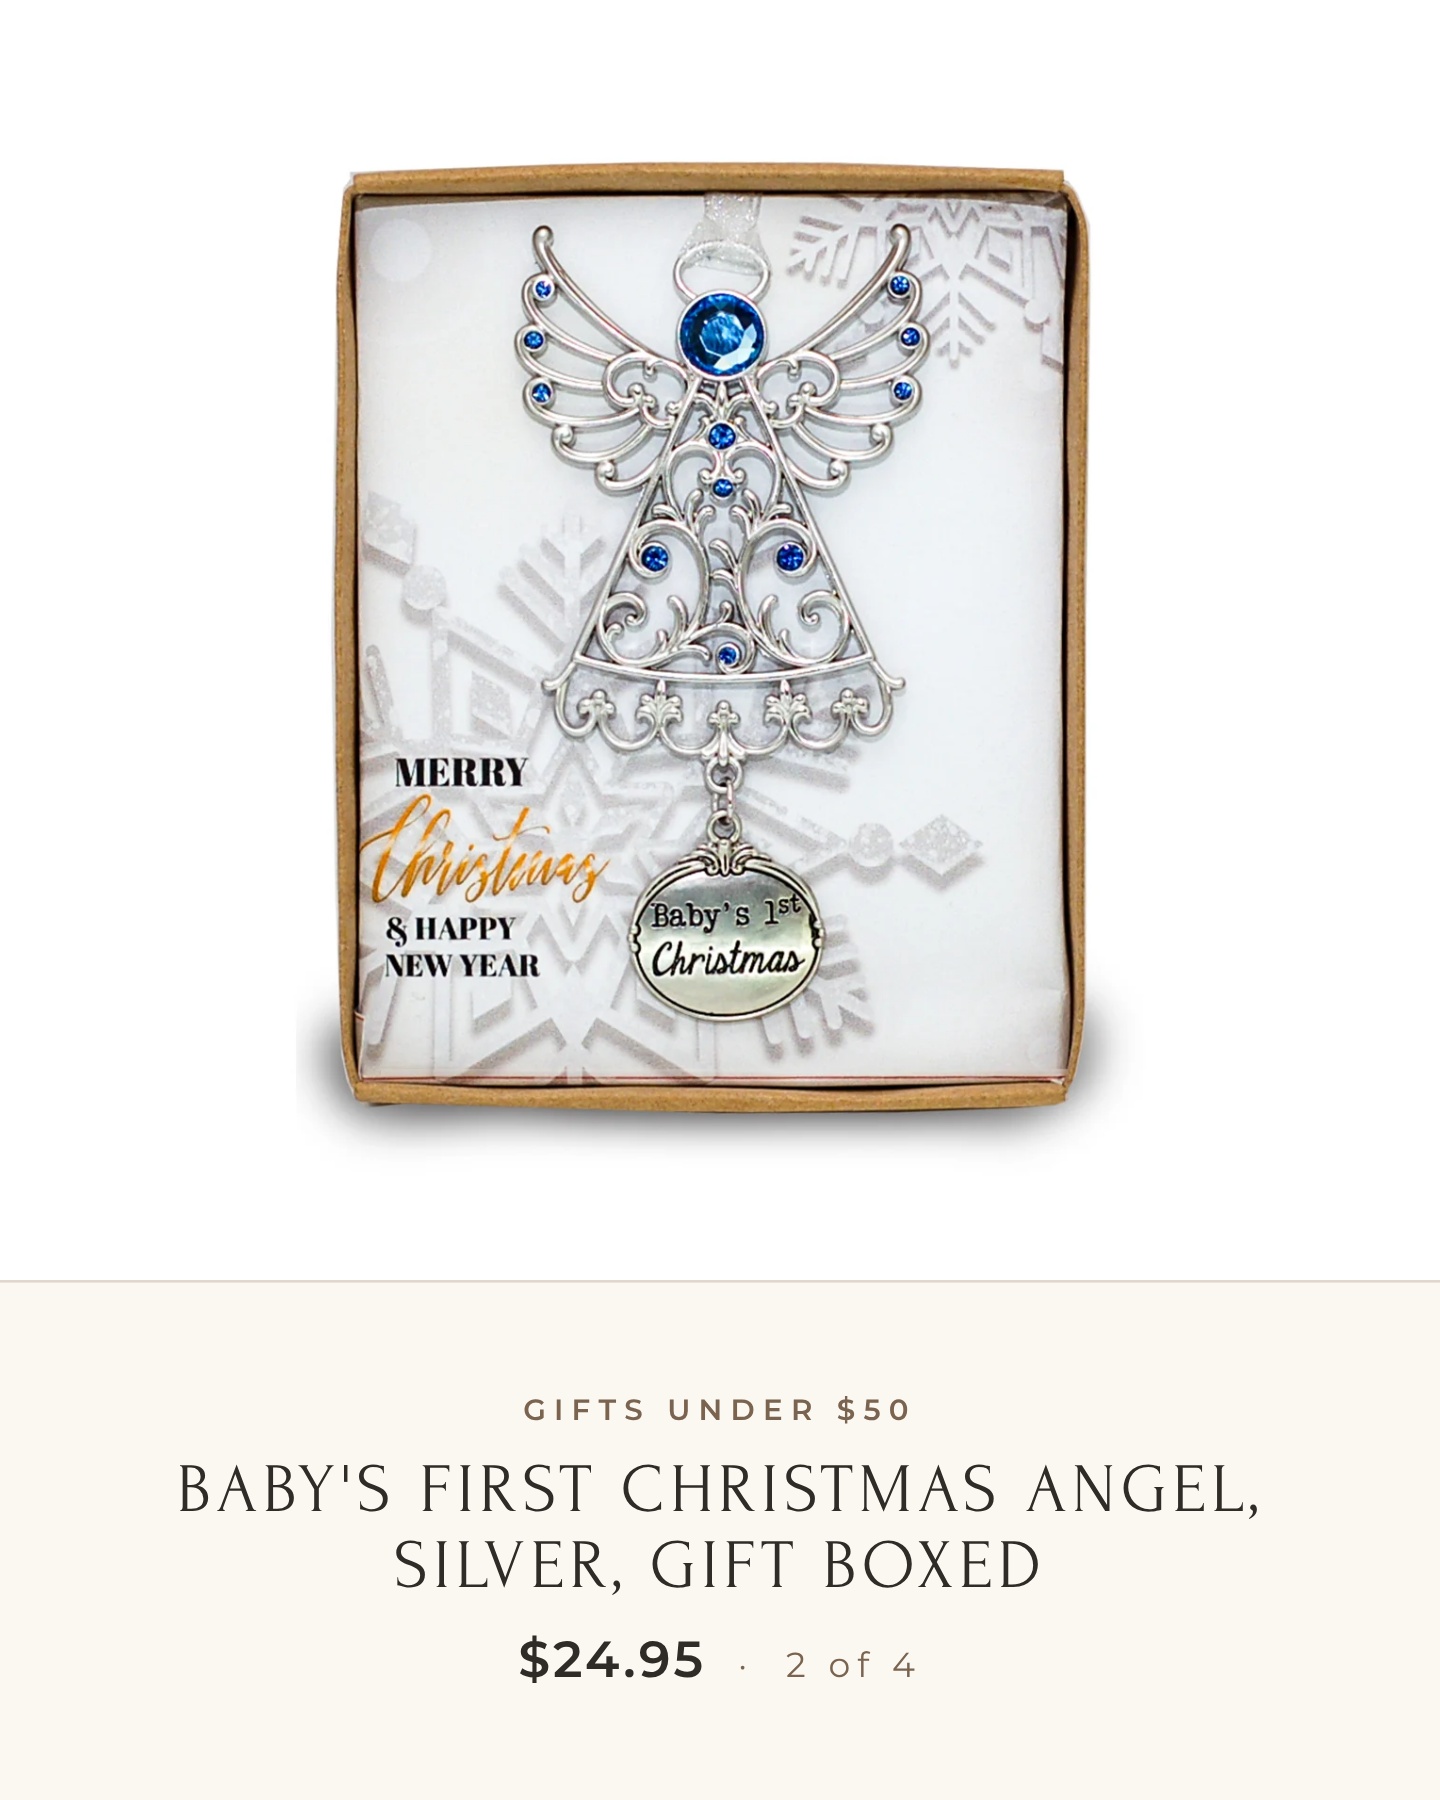 MERRY
Christmas
& HAPPY
NEW YEAR
Baby's 1st
Christmas
GIFTS UNDER $50
BABY'S FIRST CHRISTMAS ANGEL,
SILVER, GIFT BOXED
$24.95 · 2 of 4